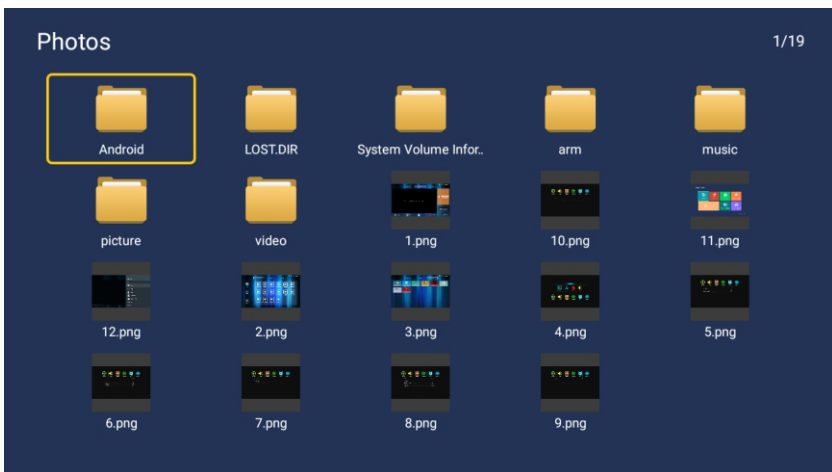 Photos
1/19
Android
LOST.DIR
System Volume Infor..
arm
music
picture
video
1.png
10.png
11.png
12.png
2.png
3.png
4.png
5.png
6.png
7.png
8.png
9.png